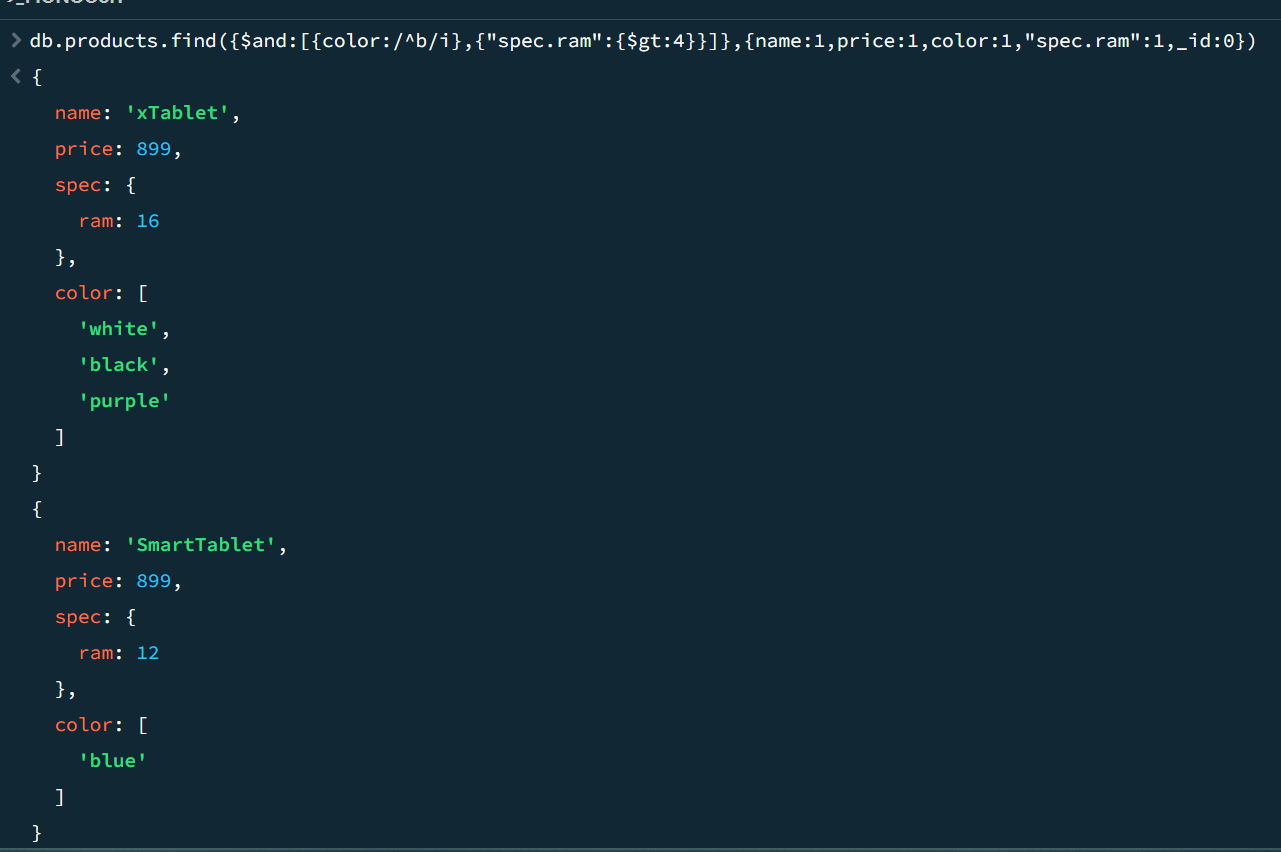 > db.products.find({$and:[{color:/^b/i},{"spec.ram":{$gt:4}}]},{name:1,price:1,color:1,"spec.ram":1,_id:0})
< {
name: 'xTablet',
price: 899,
spec: {
ram: 16
},
color: [
'white',
'black',
'purple'
]
}
{
name: 'SmartTablet',
price: 899,
spec: {
ram: 12
},
color: [
'blue'
]
}